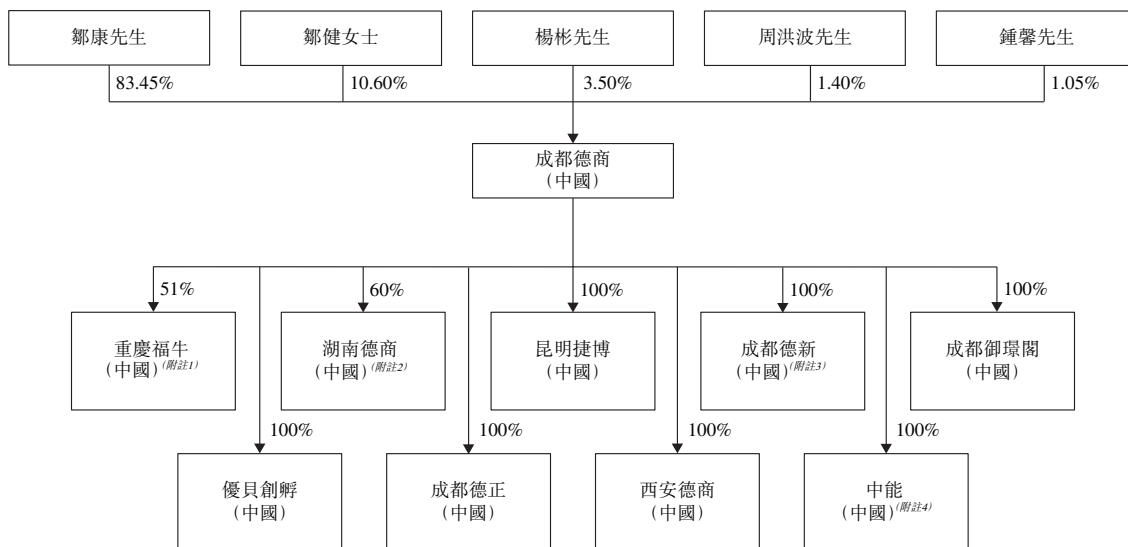 鄒康先生
鄒健女士
楊彬先生
周洪波先生
鍾馨先生
83.45%
10.60%
3.50%
1.40%
1.05%
成都德商
（中國）
51%
60%
100%
100%
100%
重慶福牛
（中國）(附註1)
湖南德商
（中國）(附註2)
昆明捷博
（中國）
成都德新
（中國）(附註3)
成都御璟閣
（中國）
100%
100%
100%
100%
優貝創孵
（中國）
成都德正
（中國）
西安德商
（中國）
中能
（中國）(附註4)